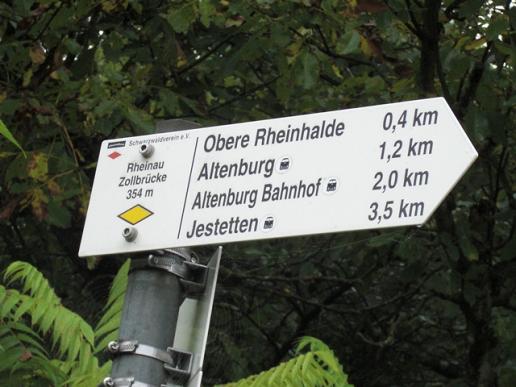 Schwarzwaldverein e.V.
Rheinau
Zollbrücke
354 m
Obere Rheinhalde 0,4 km
Altenburg 1,2 km
Altenburg Bahnhof 2,0 km
Jestetten 3,5 km